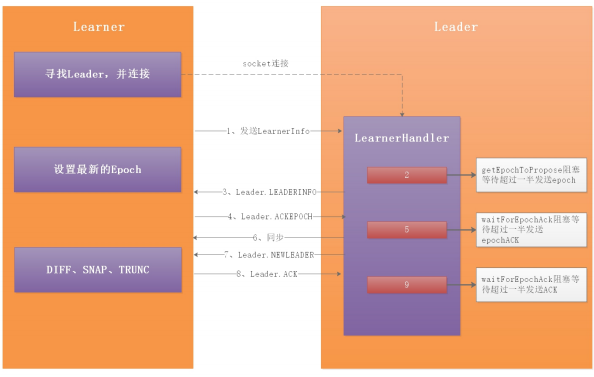 Learner
Leader
寻找Leader，并连接
socket连接
LearnerHandler
1、发送LearnerInfo
设置最新的Epoch
2
getEpochToPropose阻塞
等待超过一半发送epoch
3、Leader.LEADERINFO
4、Leader.ACKEPOCH
5
waitForEpochAck阻塞等
待超过一半发送
epochACK
6、同步
7、Leader.NEWLEADER
DIFF、SNAP、TRUNC
8、Leader.ACK
9
waitForEpochAck阻塞等
待超过一半发送ACK